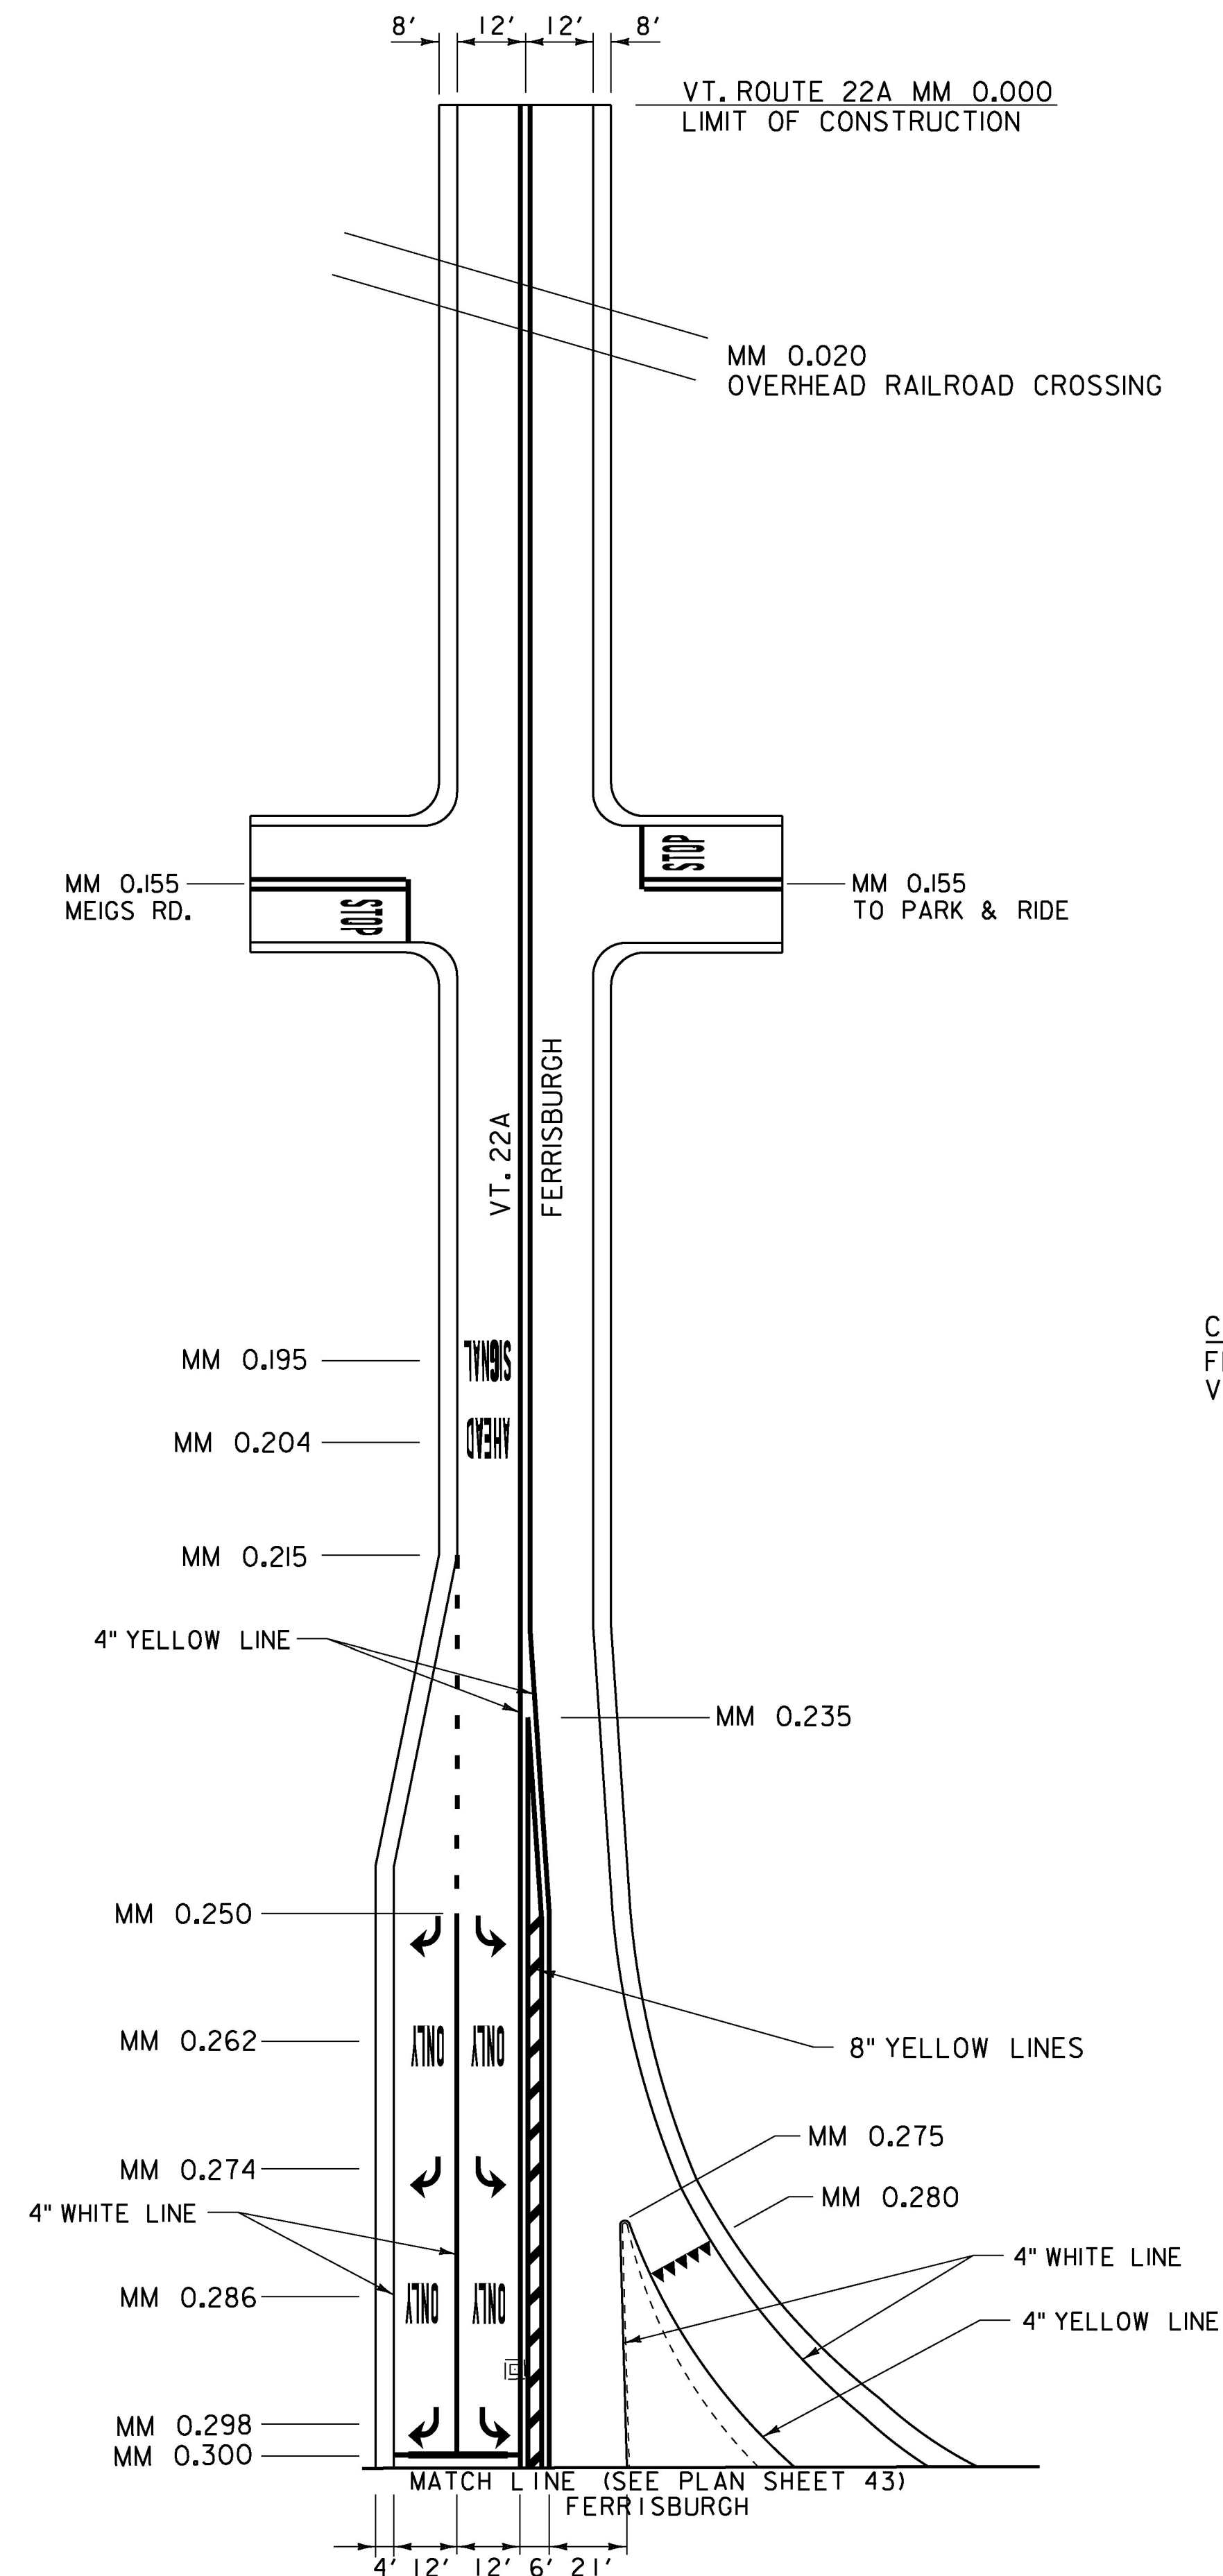 8' 12' 12' 8'
VT. ROUTE 22A MM 0.000
LIMIT OF CONSTRUCTION
MM 0.020
OVERHEAD RAILROAD CROSSING
STOP
MM 0.155
MEIGS RD.
STOP
MM 0.155
TO PARK & RIDE
VT. 22A
FERRISBURGH
SIGNAL
MM 0.195
AHEAD
MM 0.204
MM 0.215
4" YELLOW LINE
MM 0.235
MM 0.250
MM 0.262
ONLY ONLY
8" YELLOW LINES
MM 0.275
MM 0.274
MM 0.280
4" WHITE LINE
4" WHITE LINE
MM 0.286
ONLY ONLY
4" YELLOW LINE
MM 0.298
MM 0.300
MATCH LINE (SEE PLAN SHEET 43)
FERRISBURGH
4' 12' 12' 6' 21'